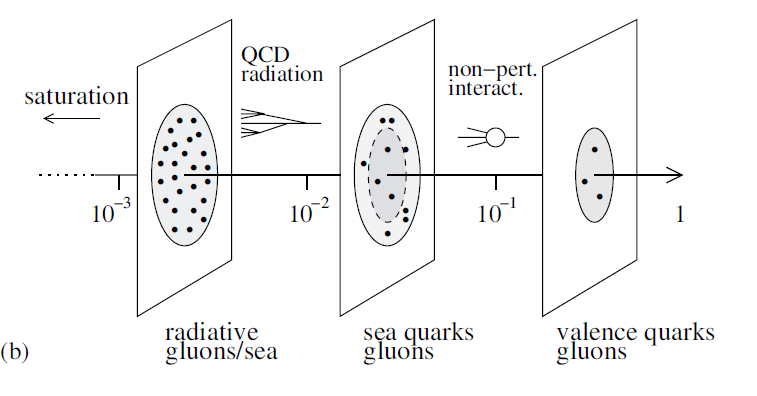 QCD
radiation
non−pert.
interact.
saturation
10⁻³
10⁻²
10⁻¹
1
radiative
gluons/sea
sea quarks
gluons
valence quarks
gluons
(b)